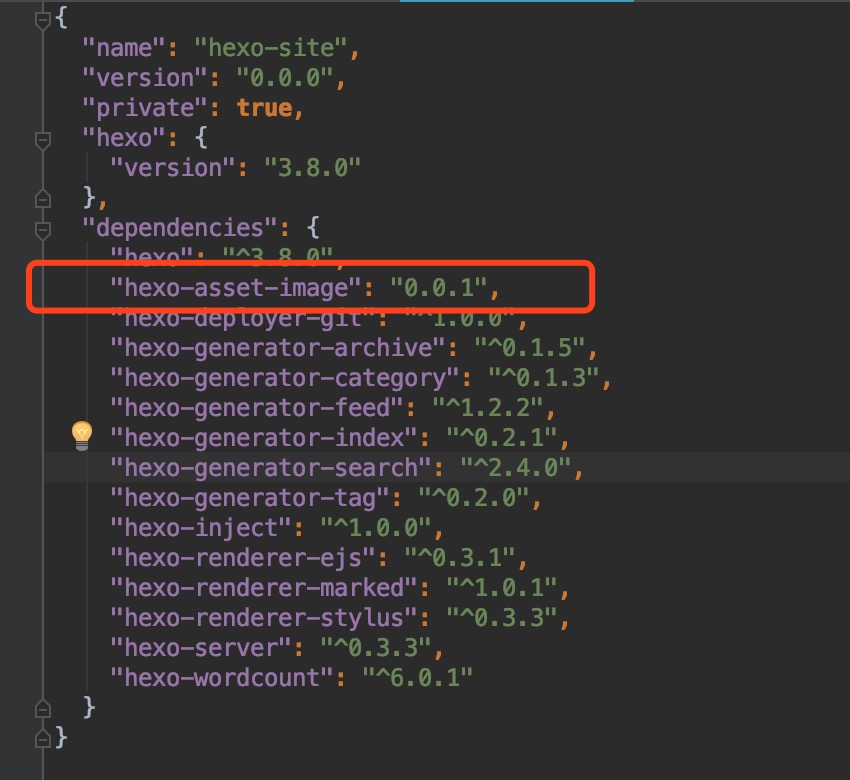 {
"name": "hexo-site",
"version": "0.0.0",
"private": true,
"hexo": {
"version": "3.8.0"
},
"dependencies": {
"hexo": "^3.8.0",
"hexo-asset-image": "0.0.1",
"hexo-deployer-git": "^1.0.0",
"hexo-generator-archive": "^0.1.5",
"hexo-generator-category": "^0.1.3",
"hexo-generator-feed": "^1.2.2",
"hexo-generator-index": "^0.2.1",
"hexo-generator-search": "^2.4.0",
"hexo-generator-tag": "^0.2.0",
"hexo-inject": "^1.0.0",
"hexo-renderer-ejs": "^0.3.1",
"hexo-renderer-marked": "^1.0.1",
"hexo-renderer-stylus": "^0.3.3",
"hexo-server": "^0.3.3",
"hexo-wordcount": "^6.0.1"
}
}